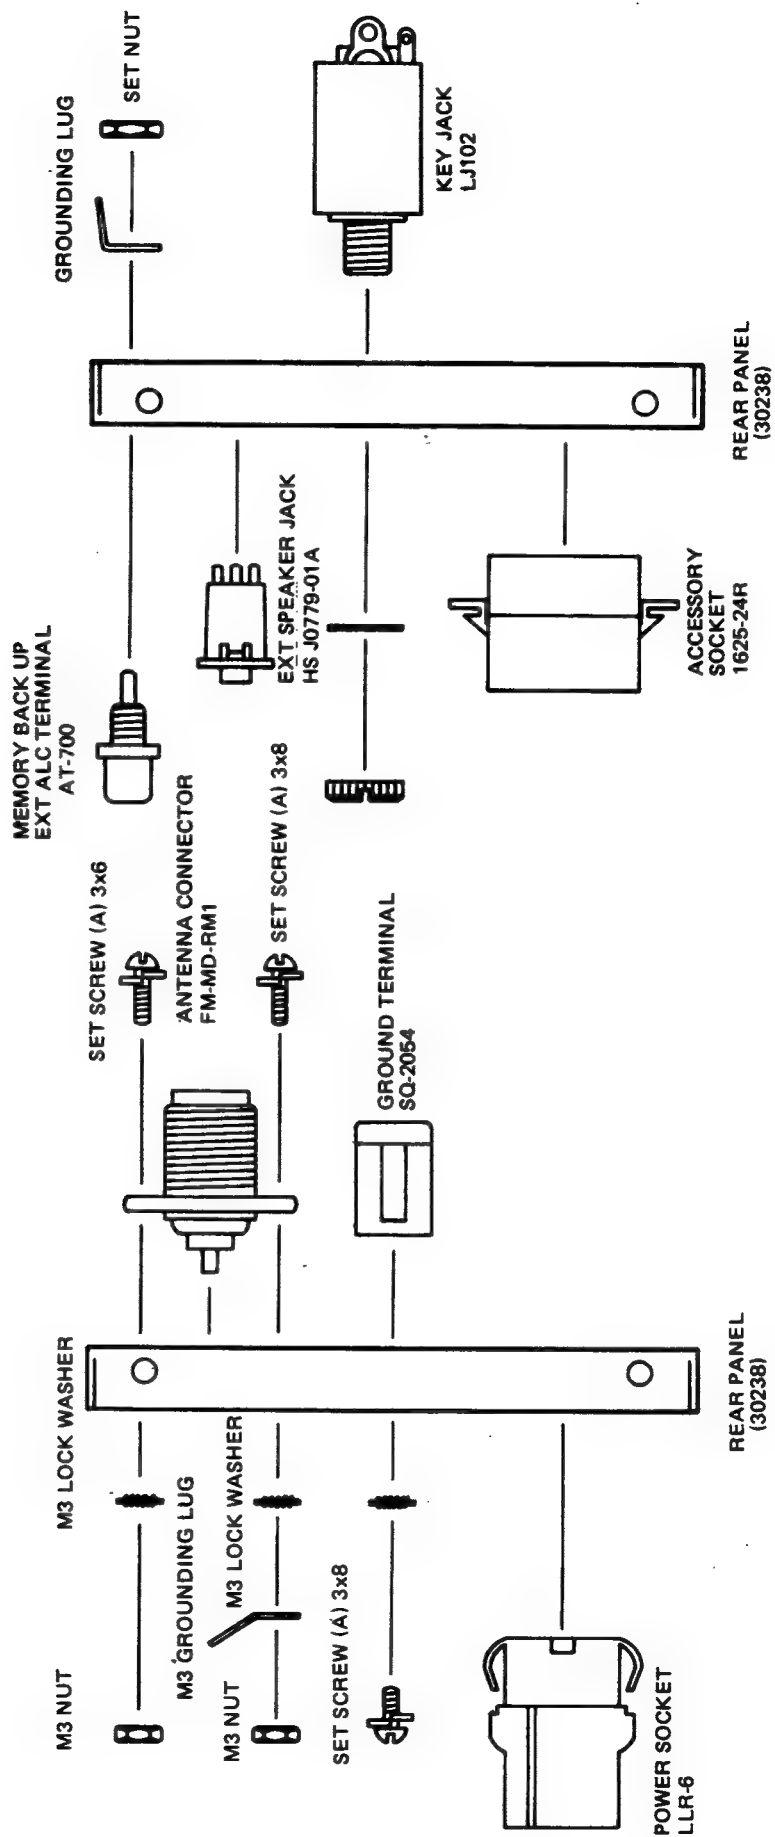 M3 NUT
M3 LOCK WASHER
SET SCREW (A) 3x6
MEMORY BACK UP
EXT ALC TERMINAL
AT-700
GROUNDING LUG
SET NUT
M3 GROUNDING LUG
ANTENNA CONNECTOR
FM-MD-RM1
M3 NUT
M3 LOCK WASHER
SET SCREW (A) 3x8
EXT SPEAKER JACK
HS J0779-01A
SET SCREW (A) 3x8
GROUND TERMINAL
SQ-2054
KEY JACK
LJ102
POWER SOCKET
LLR-6
REAR PANEL
(30238)
ACCESSORY
SOCKET
1625-24R
REAR PANEL
(30238)